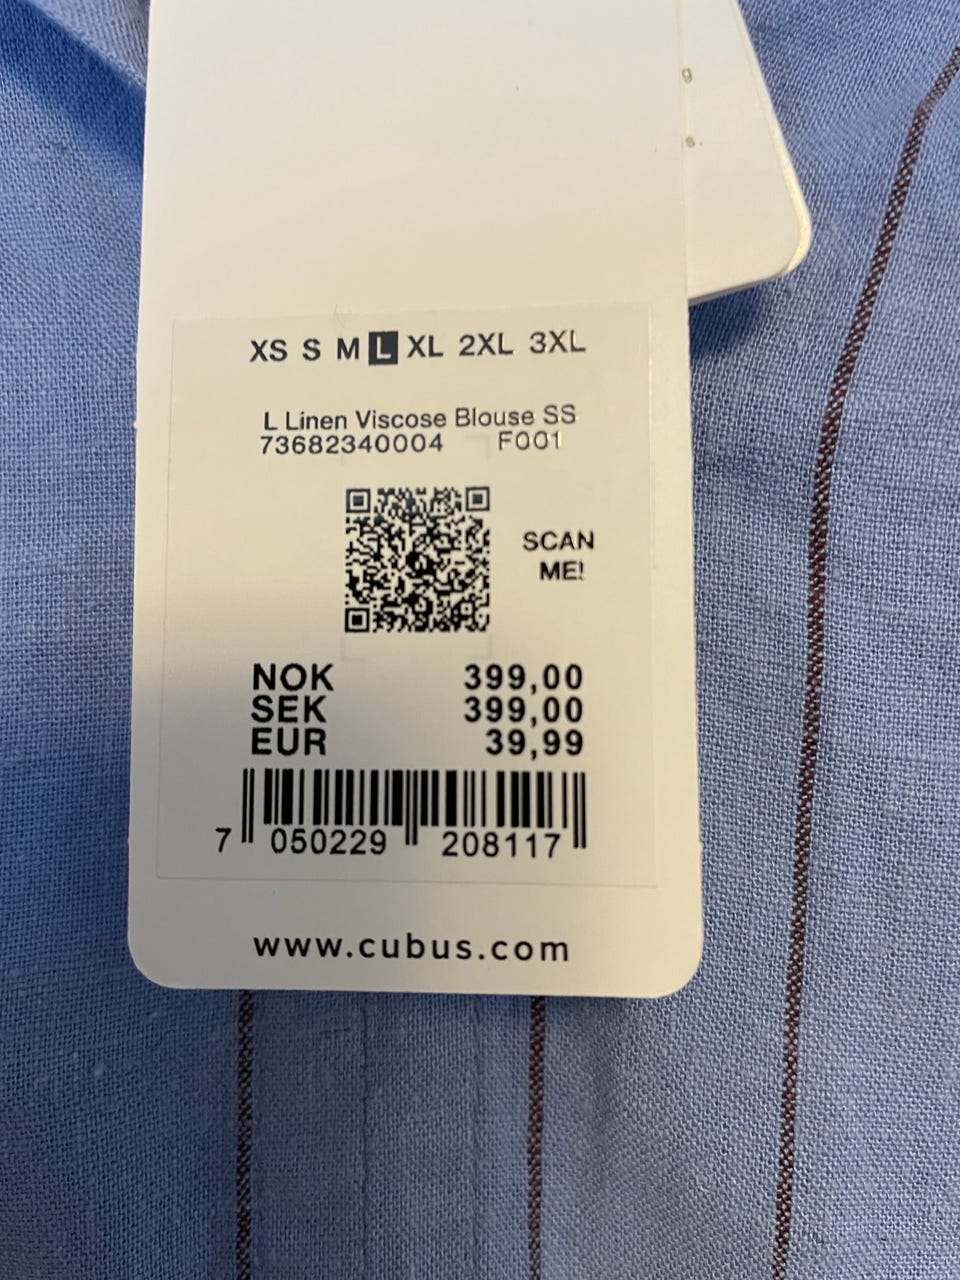 g
s.
XS S M L XL 2XL 3XL
L Linen Viscose Blouse SS
73682340004 F001
SCAN
ME!
NOK 399,00
SEK 399,00
EUR 39,99
7 050229 208117
www.cubus.com